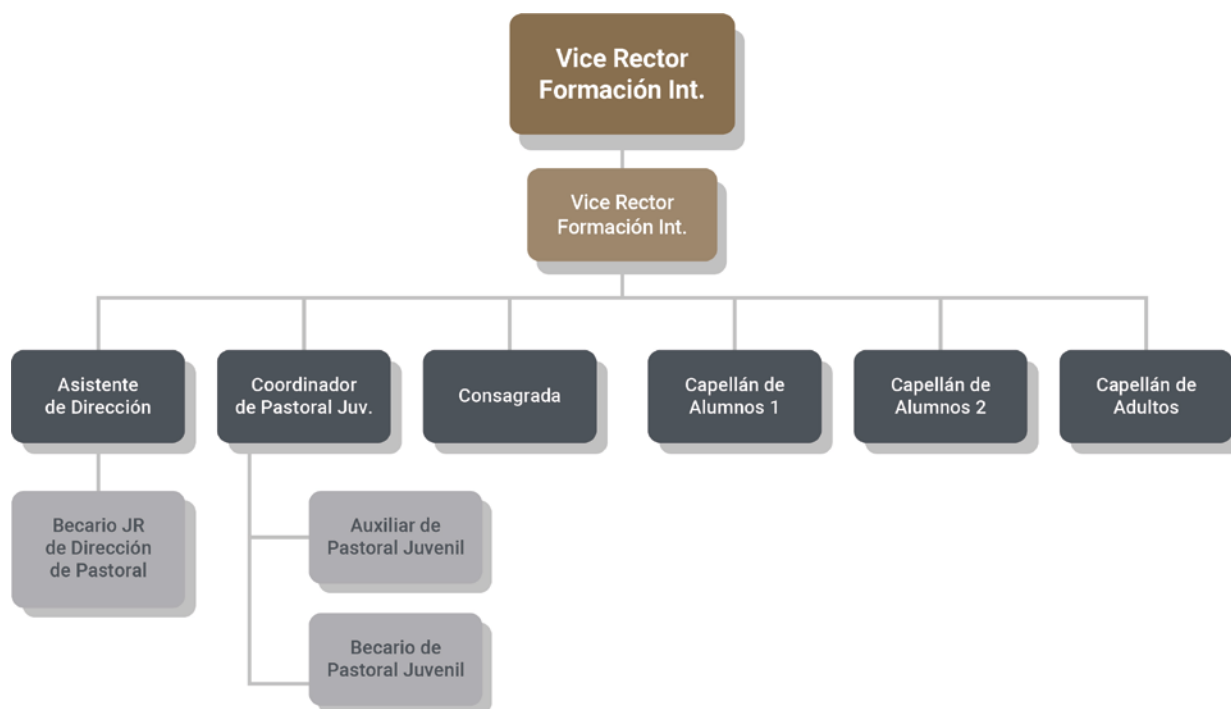 Vice Rector
Formación Int.
Vice Rector
Formación Int.
Asistente
de Dirección
Coordinador
de Pastoral Juv.
Consagrada
Capellán de
Alumnos 1
Capellán de
Alumnos 2
Capellán de
Adultos
Becario JR
de Dirección
de Pastoral
Auxiliar de
Pastoral Juvenil
Becario de
Pastoral Juvenil